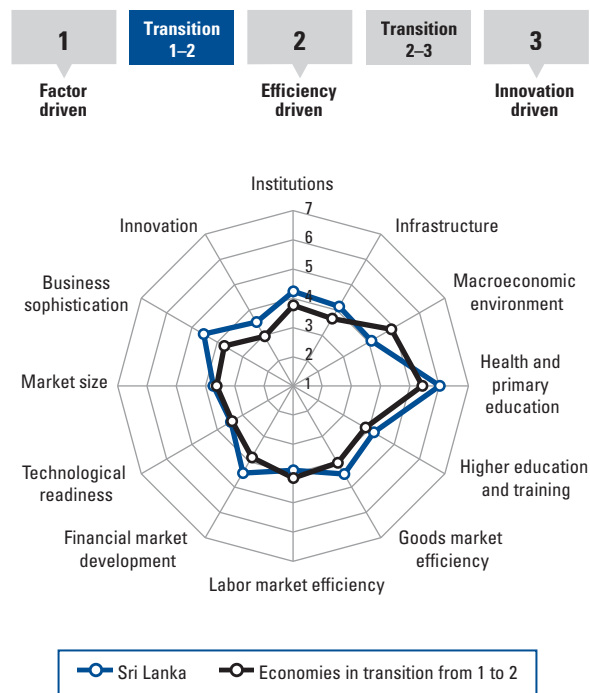 1
Transition
1–2
2
Transition
2–3
3
Factor
driven
Efficiency
driven
Innovation
driven
Institutions
Infrastructure
Macroeconomic
environment
Health and
primary
education
Higher education
and training
Goods market
efficiency
Labor market efficiency
Financial market
development
Technological
readiness
Market size
Business
sophistication
Innovation
7
6
5
4
3
2
1
Sri Lanka
Economies in transition from 1 to 2